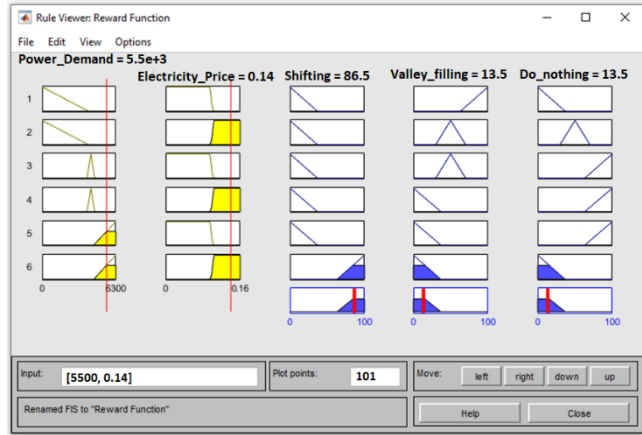 Rule Viewer: Reward Function
File Edit View Options
Power_Demand = 5.5e+3
Electricity_Price = 0.14 Shifting = 86.5 Valley_filling = 13.5 Do_nothing = 13.5
1
2
3
4
5
6
0 6300 0 0.16
0 100 0 100 0 100
Input: [5500, 0.14] Plot points: 101 Move: left right down up
Renamed FIS to "Reward Function" Help Close